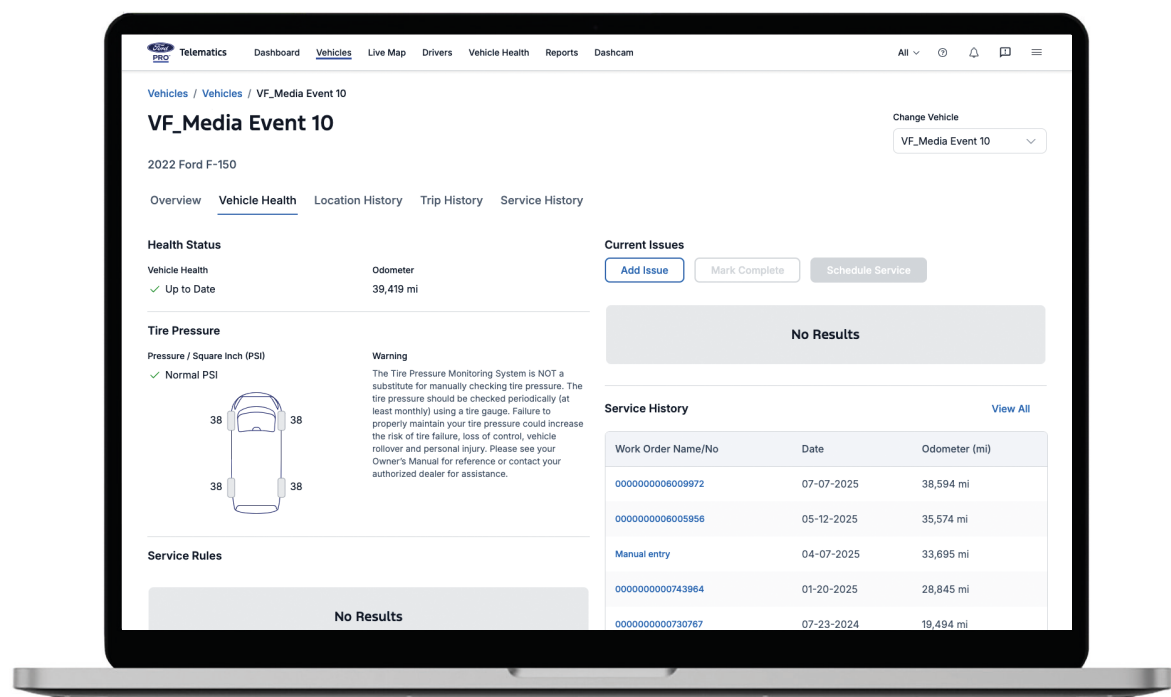 Ford
PRO™ Telematics Dashboard Vehicles Live Map Drivers Vehicle Health Reports Dashcam All
Vehicles / Vehicles / VF_Media Event 10
VF_Media Event 10
Change Vehicle
VF_Media Event 10
2022 Ford F-150
Overview Vehicle Health Location History Trip History Service History
Health Status
Vehicle Health Odometer
Up to Date 39,419 mi
Tire Pressure
Pressure / Square Inch (PSI)
Normal PSI
38 38
38 38
Warning
The Tire Pressure Monitoring System is NOT a
substitute for manually checking tire pressure. The
tire pressure should be checked periodically (at
least monthly) using a tire gauge. Failure to
properly maintain your tire pressure could increase
the risk of tire failure, loss of control, vehicle
rollover and personal injury. Please see your
Owner's Manual for reference or contact your
authorized dealer for assistance.
Service Rules
No Results
Current Issues
Add Issue Mark Complete Schedule Service
No Results
Service History View All
Work Order Name/No Date Odometer (mi)
0000000006009972 07-07-2025 38,594 mi
0000000006005956 05-12-2025 35,574 mi
Manual entry 04-07-2025 33,695 mi
0000000000743964 01-20-2025 28,845 mi
0000000000730767 07-23-2024 19,494 mi